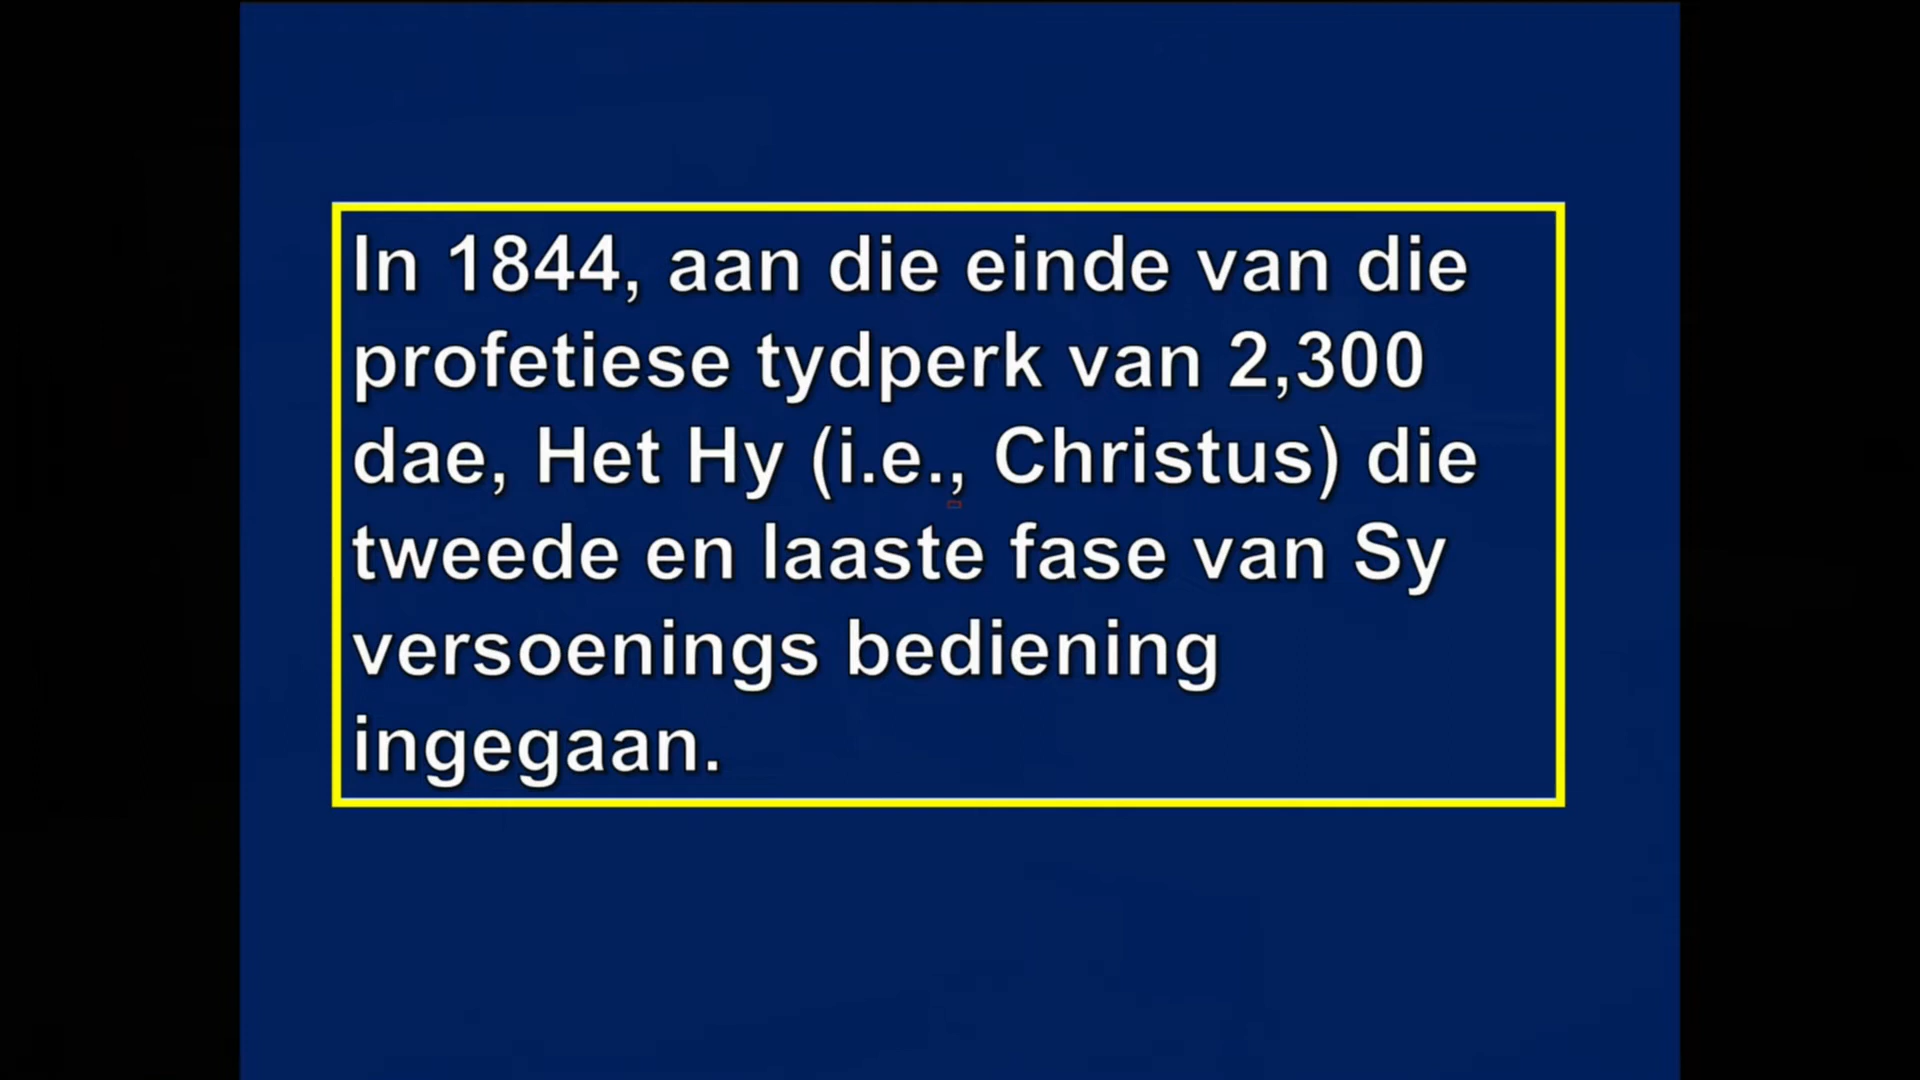 In 1844, aan die einde van die
profetiese tydperk van 2,300
dae, Het Hy (i.e., Christus) die
tweede en laaste fase van Sy
versoenings bediening
ingegaan.